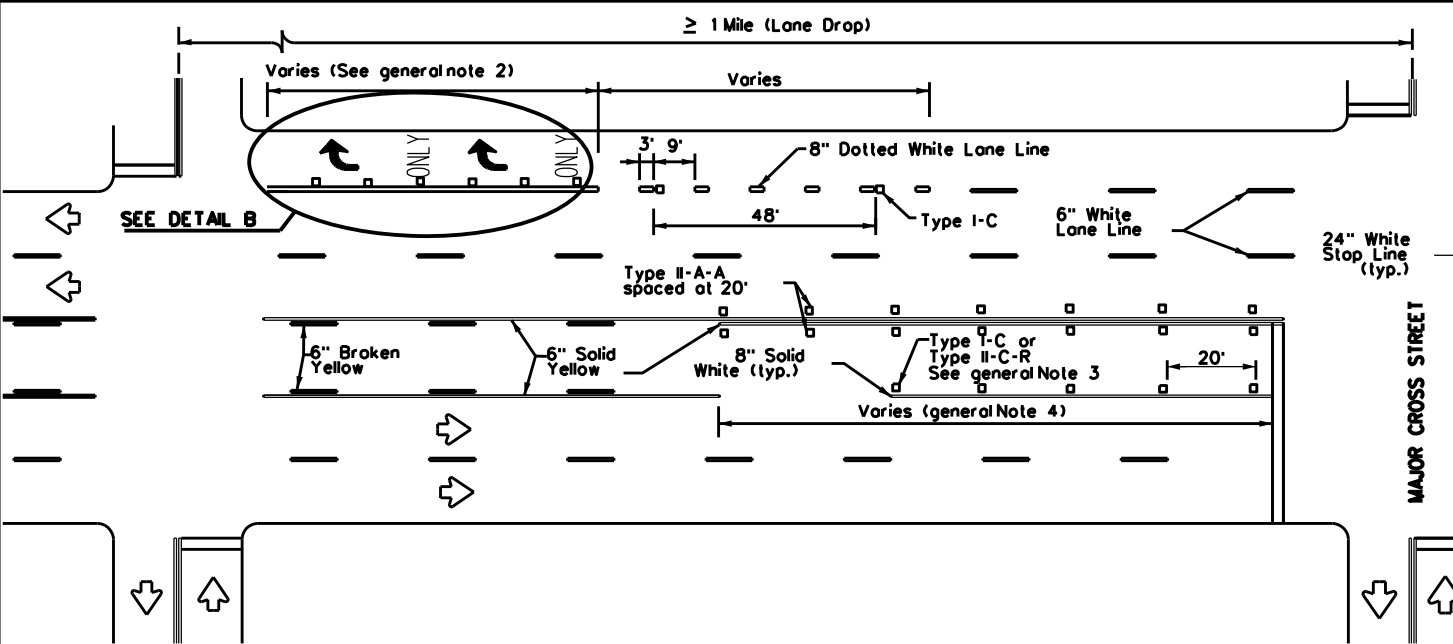 ≥ 1 Mile (Lane Drop)
Varies (See general note 2)
Varies
ONLY
ONLY
3'
9'
8" Dotted White Lane Line
SEE DETAIL B
48'
Type I-C
6" White
Lane Line
24" White
Stop Line
(typ.)
Type II-A-A
spaced at 20'
6" Broken
Yellow
6" Solid
Yellow
8" Solid
White (typ.)
Type I-C or
Type II-C-R
See general Note 3
20'
Varies (general Note 4)
MAJOR CROSS STREET